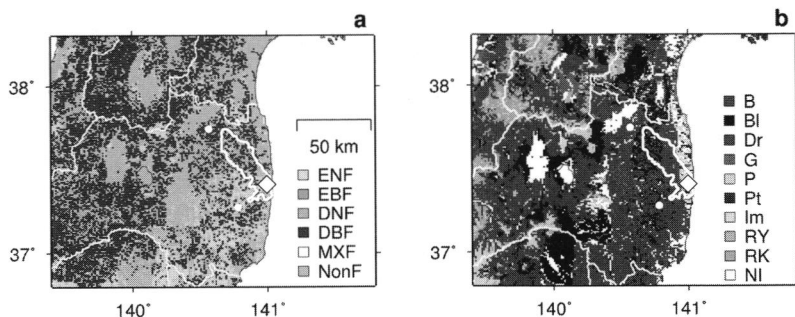 a
38°
37°
140°
141°
50 km
ENF
EBF
DNF
DBF
MXF
NonF
b
38°
37°
140°
141°
B
Bl
Dr
G
P
Pt
Im
RY
RK
NI